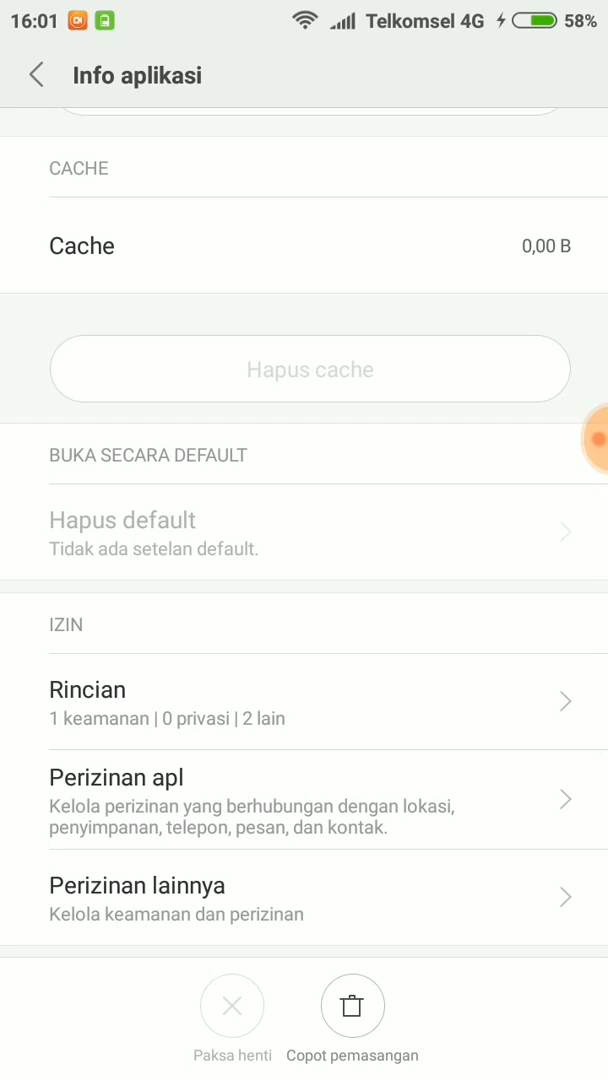 16:01 Telkomsel 4G 58%
Info aplikasi
CACHE
Cache 0,00 B
Hapus cache
BUKA SECARA DEFAULT
Hapus default
Tidak ada setelan default.
IZIN
Rincian
1 keamanan | 0 privasi | 2 lain
Perizinan apl
Kelola perizinan yang berhubungan dengan lokasi,
penyimpanan, telepon, pesan, dan kontak.
Perizinan lainnya
Kelola keamanan dan perizinan
Paksa henti Copot pemasangan